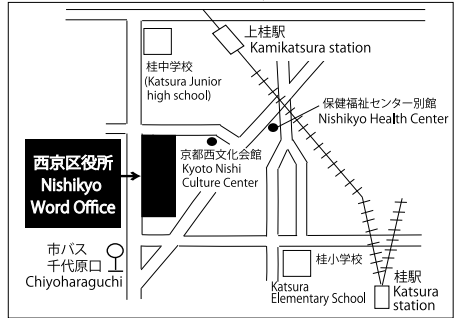 上桂駅
Kamikatsura station
桂中学校
(Katsura Junior
high school)
保健福祉センター別館
Nishikyo Health Center
西京区役所
Nishikyo
Word Office
京都西文化会館
Kyoto Nishi
Culture Center
市バス
千代原口
Chiyoharaguchi
桂小学校
Katsura
Elementary School
桂駅
Katsura
station